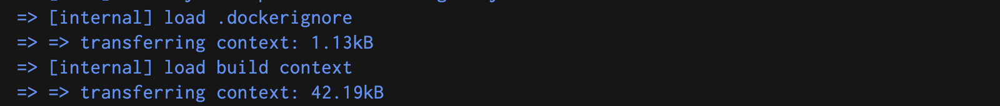 => [internal] load .dockerignore
=> => transferring context: 1.13kB
=> [internal] load build context
=> => transferring context: 42.19kB